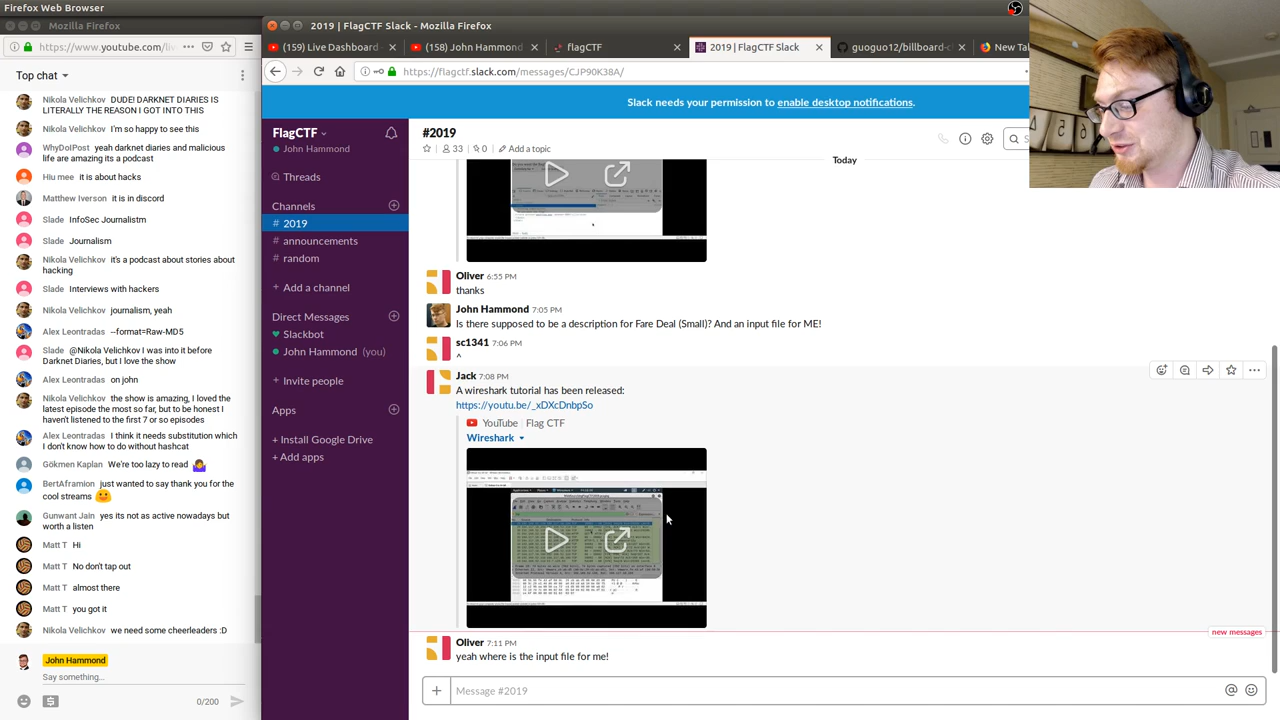 Firefox Web Browser
Mozilla Firefox
https://www.youtube.com/liv
Top chat
Nikola Velichkov DUDE! DARKNET DIARIES IS
LITERALLY THE REASON I GOT INTO THIS
Nikola Velichkov I'm so happy to see this
WhyDoIPost yeah darknet diaries and malicious
life are amazing its a podcast
Hiu mee it is about hacks
Matthew Iverson it is in discord
Slade InfoSec Journalistm
Slade Journalism
Nikola Velichkov it's a podcast about stories about
hacking
Slade Interviews with hackers
Nikola Velichkov journalism, yeah
Alex Leontradas --format=Raw-MD5
Slade @Nikola Velichkov I was into it before
Darknet Diaries, but I love the show
Alex Leontradas on john
Nikola Velichkov the show is amazing, I loved the
latest episode the most so far, but to be honest I
haven't listened to the first 7 or so episodes
Alex Leontradas I think it needs substitution which
I don't know how to do without hashcat
Gökmen Kaplan We're too lazy to read
BertAframion just wanted to say thank you for the
cool streams
Gunwant Jain yes its not as active nowadays but
worth a listen
Matt T Hi
Matt T No don't tap out
Matt T almost there
Matt T you got it
Nikola Velichkov we need some cheerleaders :D
John Hammond
Say something...
0/200
2019 | FlagCTF Slack - Mozilla Firefox
(159) Live Dashboard
(158) John Hammond
flagCTF
2019 | FlagCTF Slack
guoguo12/billboard-c
New Ta
https://flagctf.slack.com/messages/CJP90K38A/
Slack needs your permission to enable desktop notifications.
FlagCTF
John Hammond
Threads
Channels
# 2019
# announcements
# random
+ Add a channel
Direct Messages
Slackbot
John Hammond (you)
+ Invite people
Apps
+ Install Google Drive
+ Add apps
#2019
33 | 0 | Add a topic
Today
Oliver 6:55 PM
thanks
John Hammond 7:05 PM
Is there supposed to be a description for Fare Deal (Small)? And an input file for ME!
sc1341 7:06 PM
^
Jack 7:08 PM
A wireshark tutorial has been released:
https://youtu.be/_xDXcDnbpSo
YouTube | Flag CTF
Wireshark
new messages
Oliver 7:11 PM
yeah where is the input file for me!
Message #2019